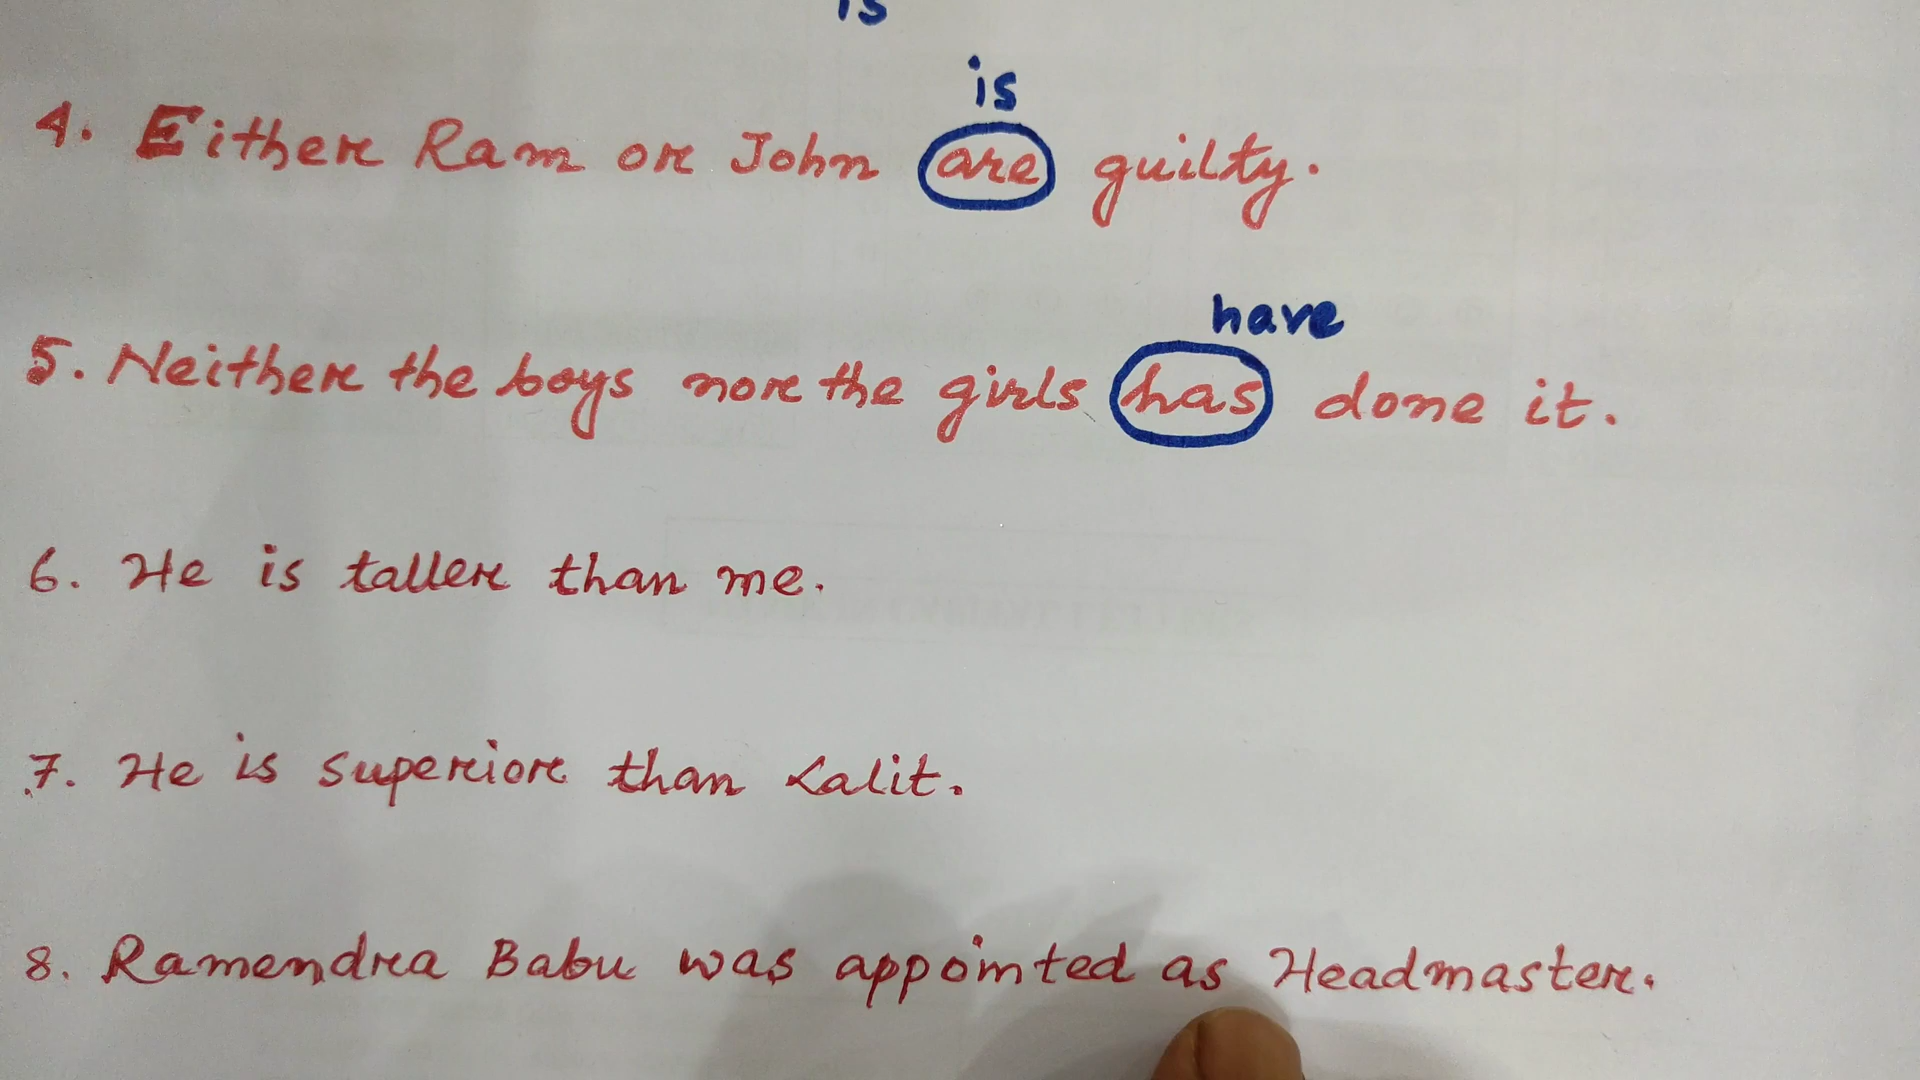 is
is
4. Either Ram or John are guilty.
have
5. Neither the boys nor the girls has done it.
6. He is taller than me.
7. He is superior than Lalit.
8. Ramendra Babu was appointed as Headmaster.